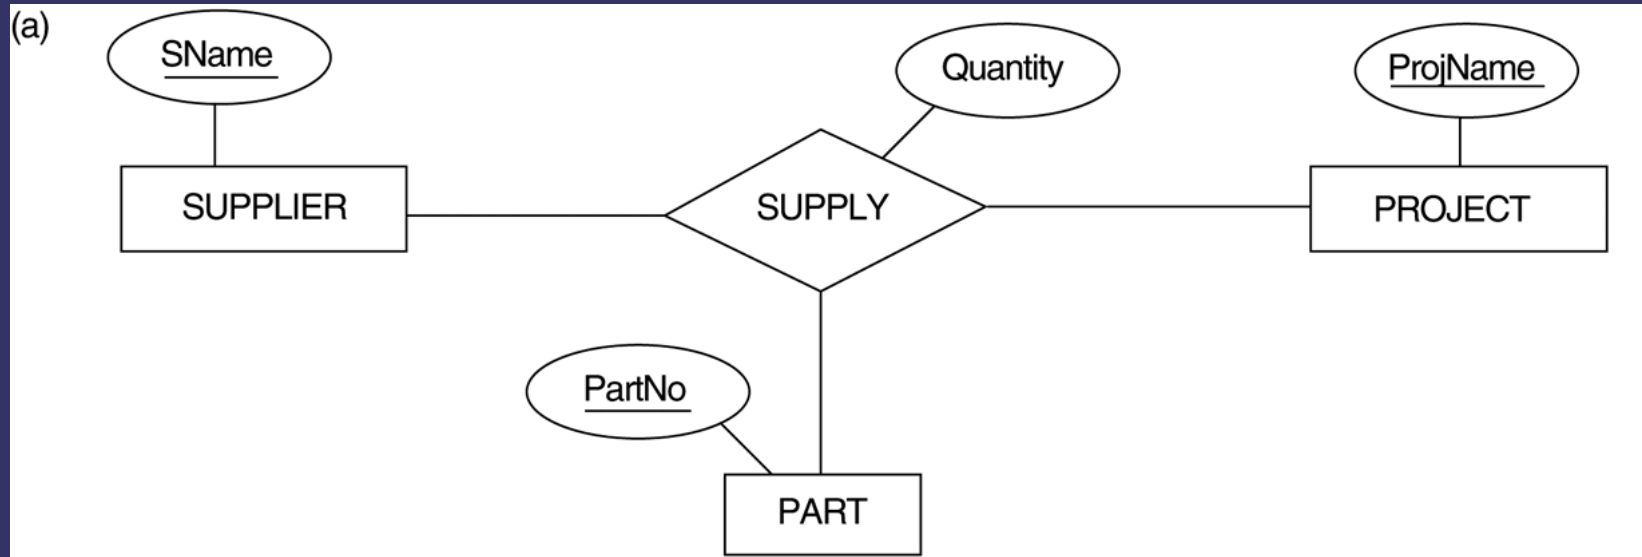 (a)
SName
Quantity
ProjName
SUPPLIER
SUPPLY
PROJECT
PartNo
PART